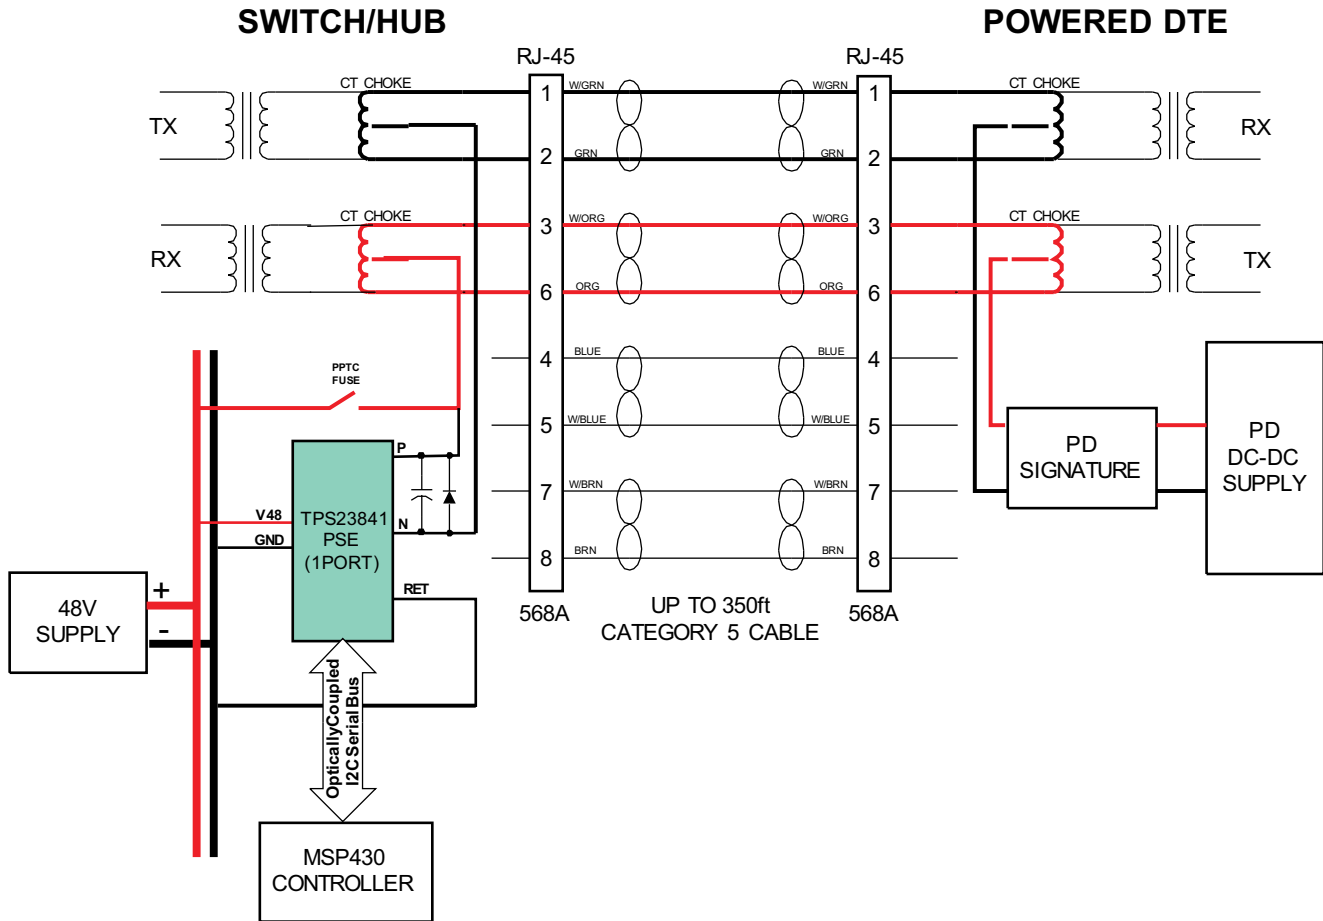 SWITCH/HUB
POWERED DTE
RJ-45
RJ-45
CT CHOKE
W/GRN
W/GRN
CT CHOKE
1
1
TX
RX
2
GRN
GRN
2
CT CHOKE
W/ORG
W/ORG
CT CHOKE
3
3
RX
TX
6
ORG
ORG
6
4
BLUE
BLUE
4
PPTC
FUSE
5
W/BLUE
W/BLUE
5
P
PD
SIGNATURE
PD
DC-DC
SUPPLY
7
W/BRN
W/BRN
7
V48
GND
TPS23841
PSE
(1PORT)
N
8
BRN
BRN
8
RET
48V
SUPPLY
+
-
568A
UP TO 350ft
CATEGORY 5 CABLE
568A
OpticallyCoupled
I2CSerialBus
MSP430
CONTROLLER